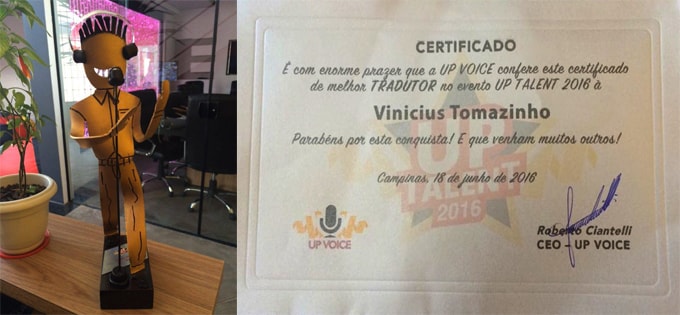 CERTIFICADO
É com enorme prazer que a UP VOICE confere este certificado
de melhor TRADUTOR no evento UP TALENT 2016 à
Vinicius Tomazinho
Parabéns por esta conquista! E que venham muitos outros!
UP!
TALENT
2016
Campinas, 18 de junho de 2016
UP VOICE
Roberto Ciantelli
CEO – UP VOICE